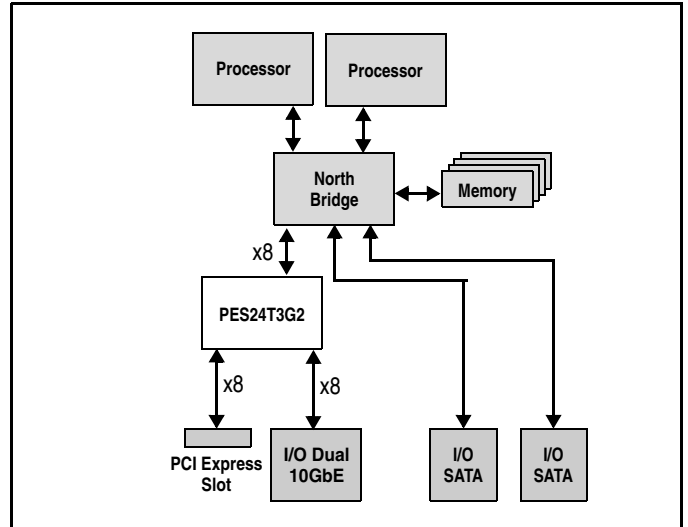 Processor
Processor
North
Bridge
Memory
x8
PES24T3G2
x8
x8
PCI Express
Slot
I/O Dual
10GbE
I/O
SATA
I/O
SATA